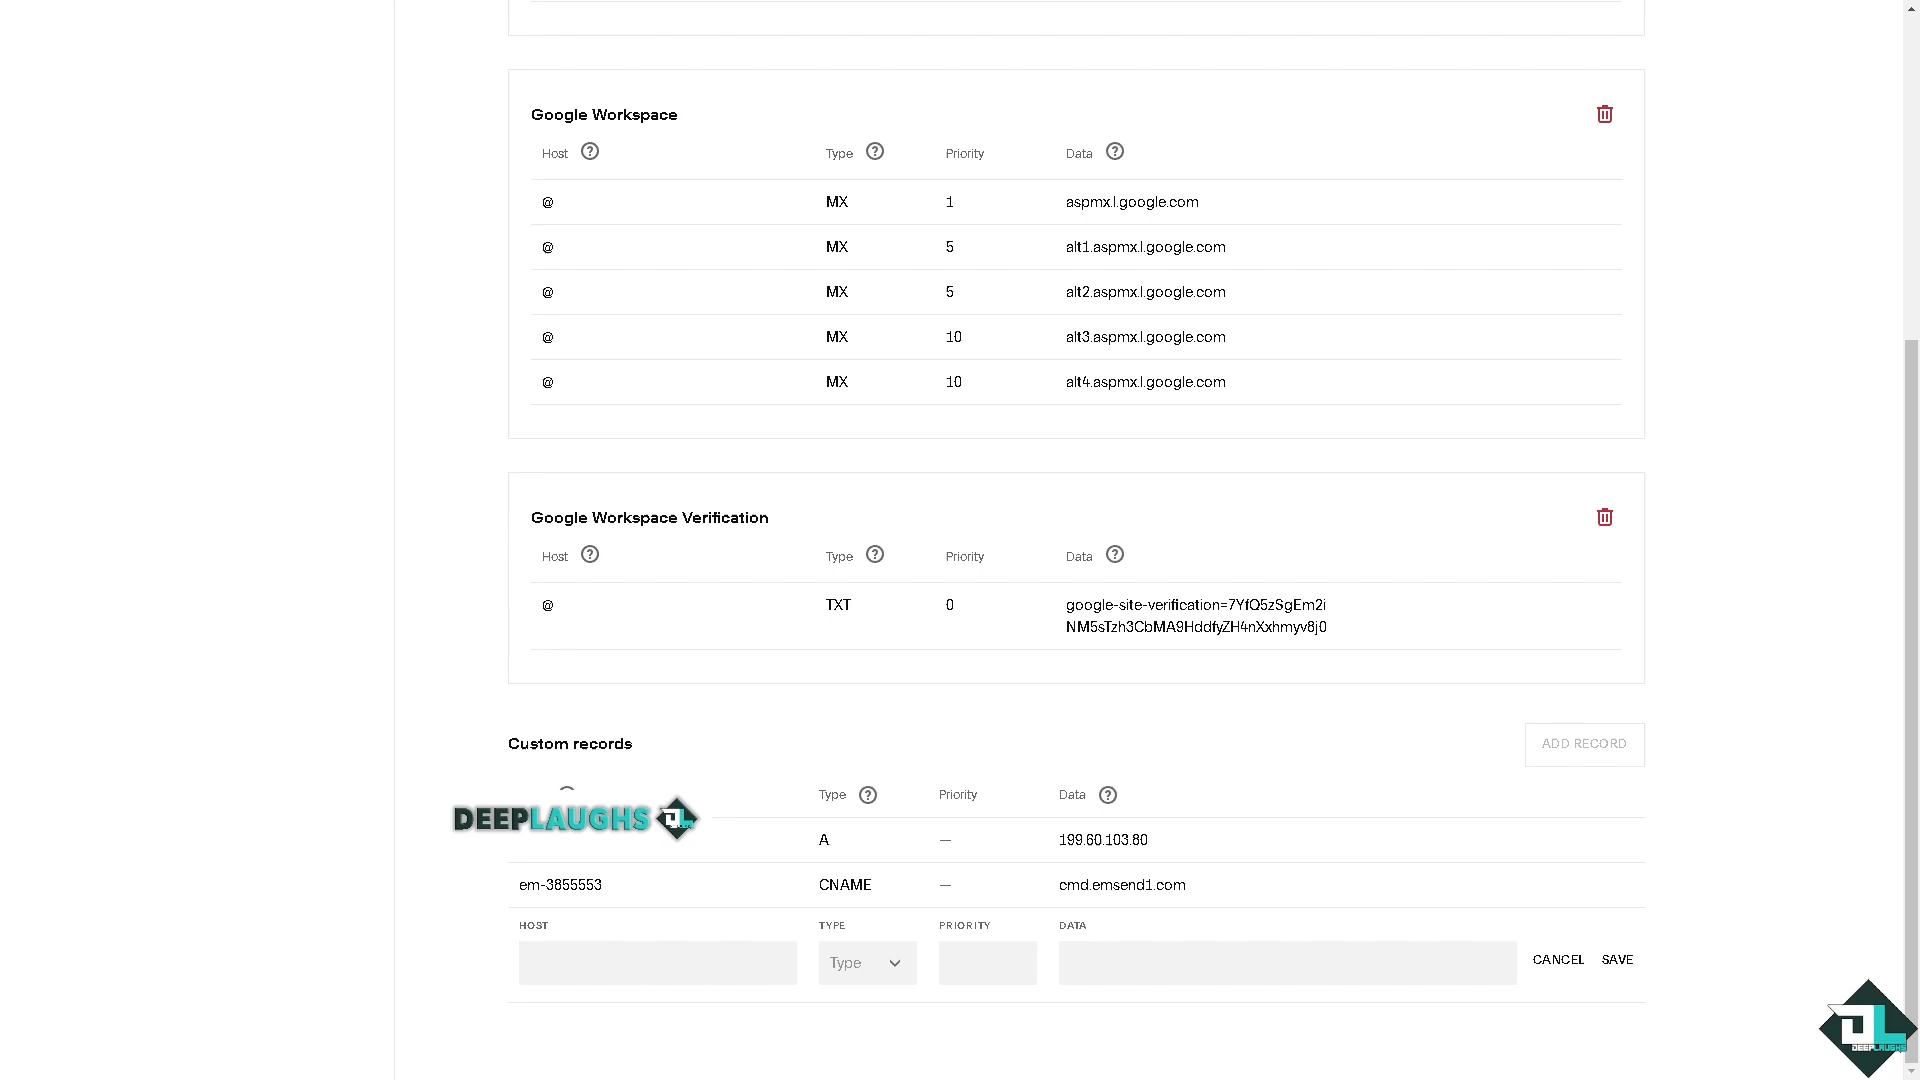 Google Workspace
Host Type Priority Data
@ MX 1 aspmx.l.google.com
@ MX 5 alt1.aspmx.l.google.com
@ MX 5 alt2.aspmx.l.google.com
@ MX 10 alt3.aspmx.l.google.com
@ MX 10 alt4.aspmx.l.google.com
Google Workspace Verification
Host Type Priority Data
@ TXT 0 google-site-verification=7YfQ5zSgEm2i
NM5sTzh3CbMA9HddfyZH4nXxhmyv8j0
Custom records
ADD RECORD
Type Priority Data
DEEPLAUGHS DL
A — 199.60.103.80
em-3855553 CNAME — cmd.emsend1.com
HOST TYPE PRIORITY DATA
Type
CANCEL SAVE
DL
DEEPLAUGHS